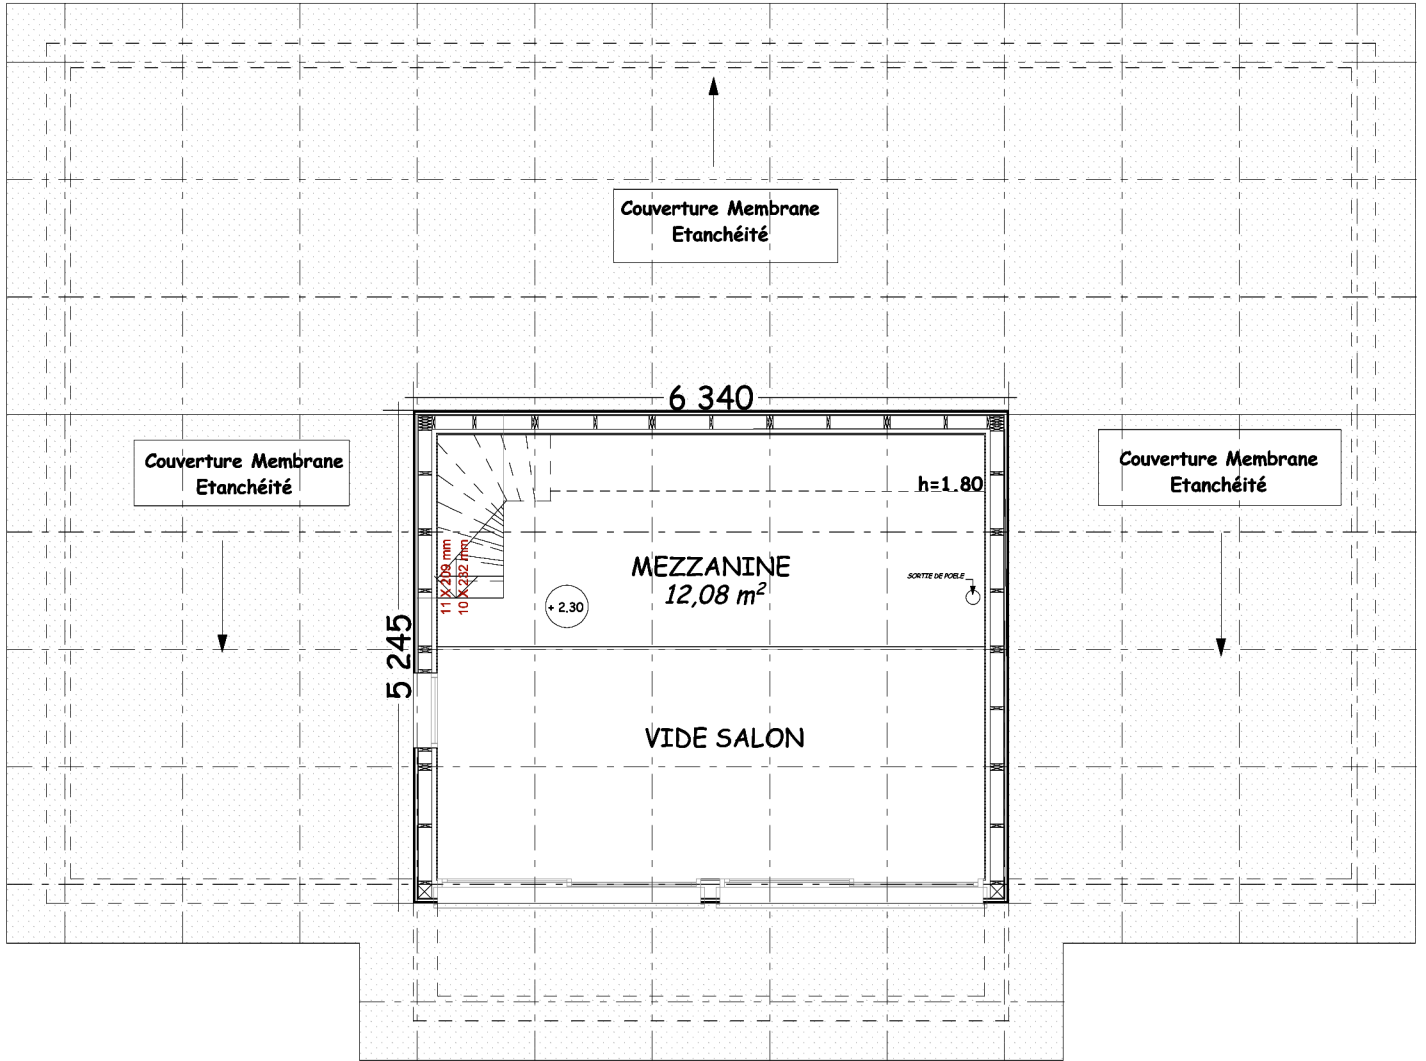 Couverture Membrane
Etanchéité
6 340
Couverture Membrane
Etanchéité
Couverture Membrane
Etanchéité
h=1.80
11 X 209 mm
10 X 232 mm
MEZZANINE
12,08 m²
SORTIE DE POELE
+ 2.30
5 245
VIDE SALON